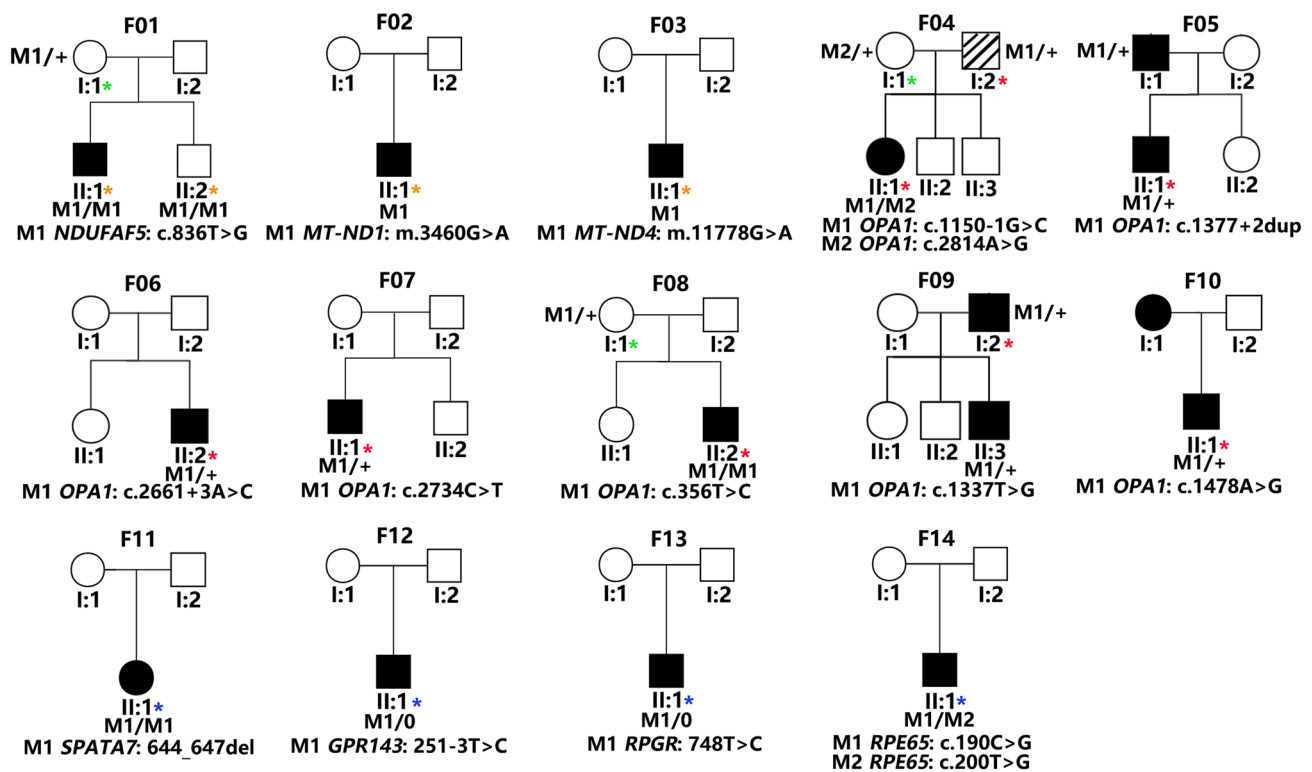 F01
M1/+
I:1*
I:2
II:1*
II:2*
M1/M1
M1/M1
M1 NDUFAF5: c.836T>G
F02
I:1
I:2
II:1*
M1
M1 MT-ND1: m.3460G>A
F03
I:1
I:2
II:1*
M1
M1 MT-ND4: m.11778G>A
F04
M2/+
M1/+
I:1*
I:2*
II:1*
II:2
II:3
M1/M2
M1 OPA1: c.1150-1G>C
M2 OPA1: c.2814A>G
F05
M1/+
I:1
I:2
II:1*
II:2
M1/+
M1 OPA1: c.1377+2dup
F06
I:1
I:2
II:1
II:2*
M1/+
M1 OPA1: c.2661+3A>C
F07
I:1
I:2
II:1*
II:2
M1/+
M1 OPA1: c.2734C>T
F08
M1/+
I:1*
I:2
II:1
II:2*
M1/M1
M1 OPA1: c.356T>C
F09
M1/+
I:1
I:2*
II:1
II:2
II:3
M1/+
M1 OPA1: c.1337T>G
F10
I:1
I:2
II:1*
M1/+
M1 OPA1: c.1478A>G
F11
I:1
I:2
II:1*
M1/M1
M1 SPATA7: 644_647del
F12
I:1
I:2
II:1*
M1/0
M1 GPR143: 251-3T>C
F13
I:1
I:2
II:1*
M1/0
M1 RPGR: 748T>C
F14
I:1
I:2
II:1*
M1/M2
M1 RPE65: c.190C>G
M2 RPE65: c.200T>G